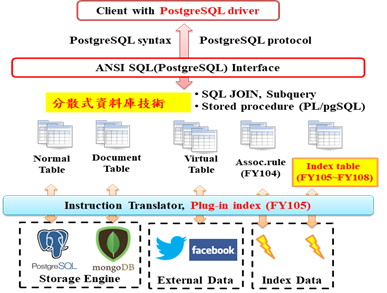 Client with PostgreSQL driver
PostgreSQL syntax PostgreSQL protocol
ANSI SQL(PostgreSQL) Interface
分散式資料庫技術
• SQL JOIN, Subquery
• Stored procedure (PL/pgSQL)
Normal Table
Document Table
Virtual Table
Assoc.rule (FY104)
Index table (FY105~FY108)
Instruction Translator, Plug-in index (FY105)
PostgreSQL
mongoDB
facebook
Storage Engine
External Data
Index Data